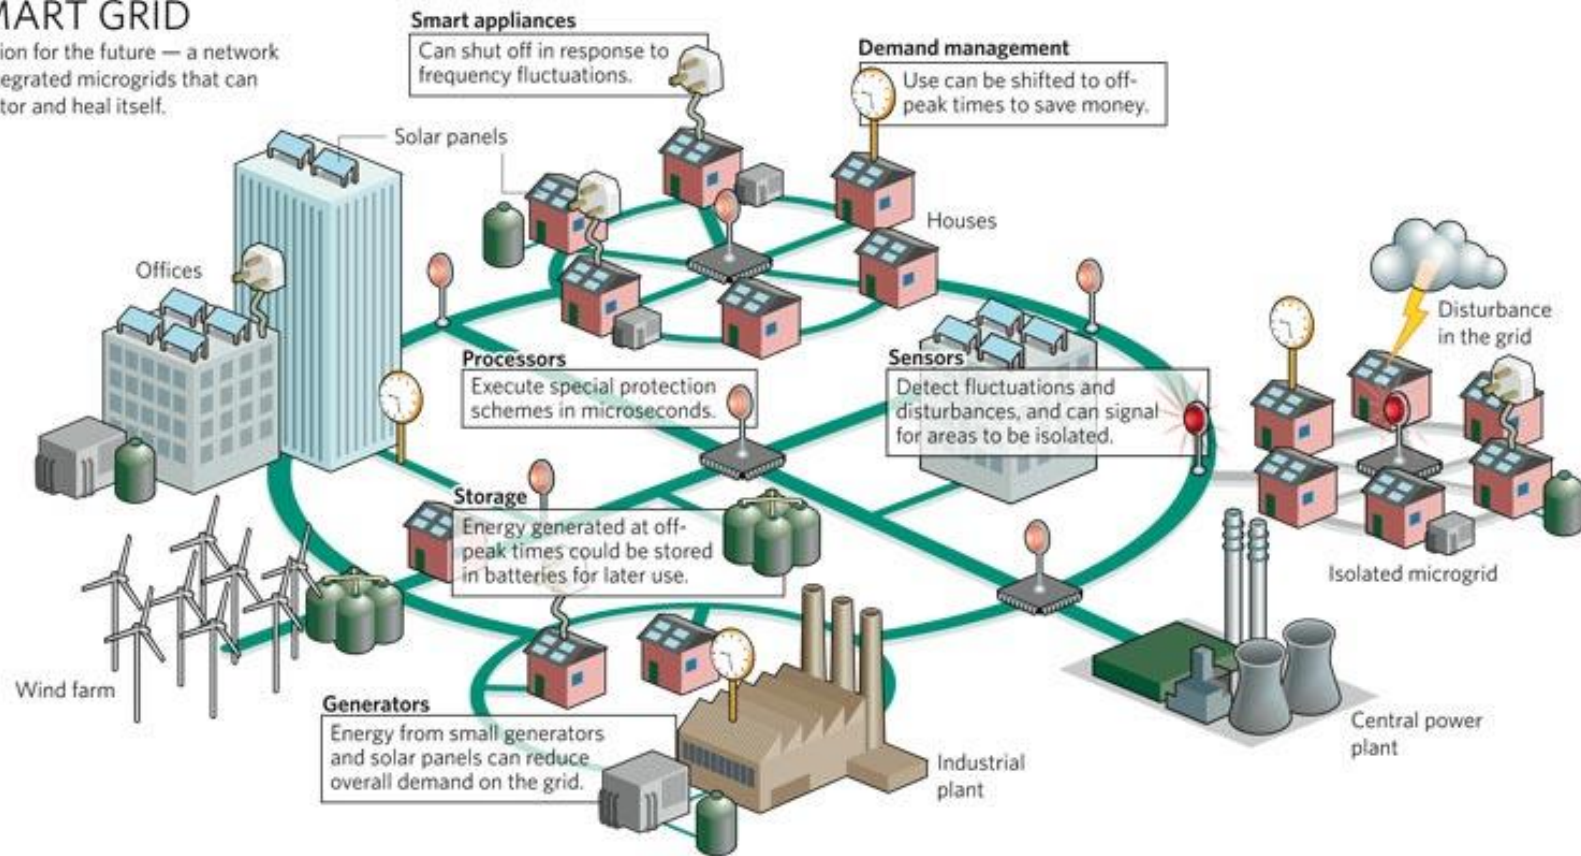 MART GRID
ion for the future — a network
egrated microgrids that can
tor and heal itself.
Smart appliances
Can shut off in response to
frequency fluctuations.
Demand management
Use can be shifted to off-
peak times to save money.
Solar panels
Houses
Offices
Disturbance
in the grid
Processors
Execute special protection
schemes in microseconds.
Sensors
Detect fluctuations and
disturbances, and can signal
for areas to be isolated.
Storage
Energy generated at off-
peak times could be stored
in batteries for later use.
Isolated microgrid
Wind farm
Generators
Energy from small generators
and solar panels can reduce
overall demand on the grid.
Industrial
plant
Central power
plant